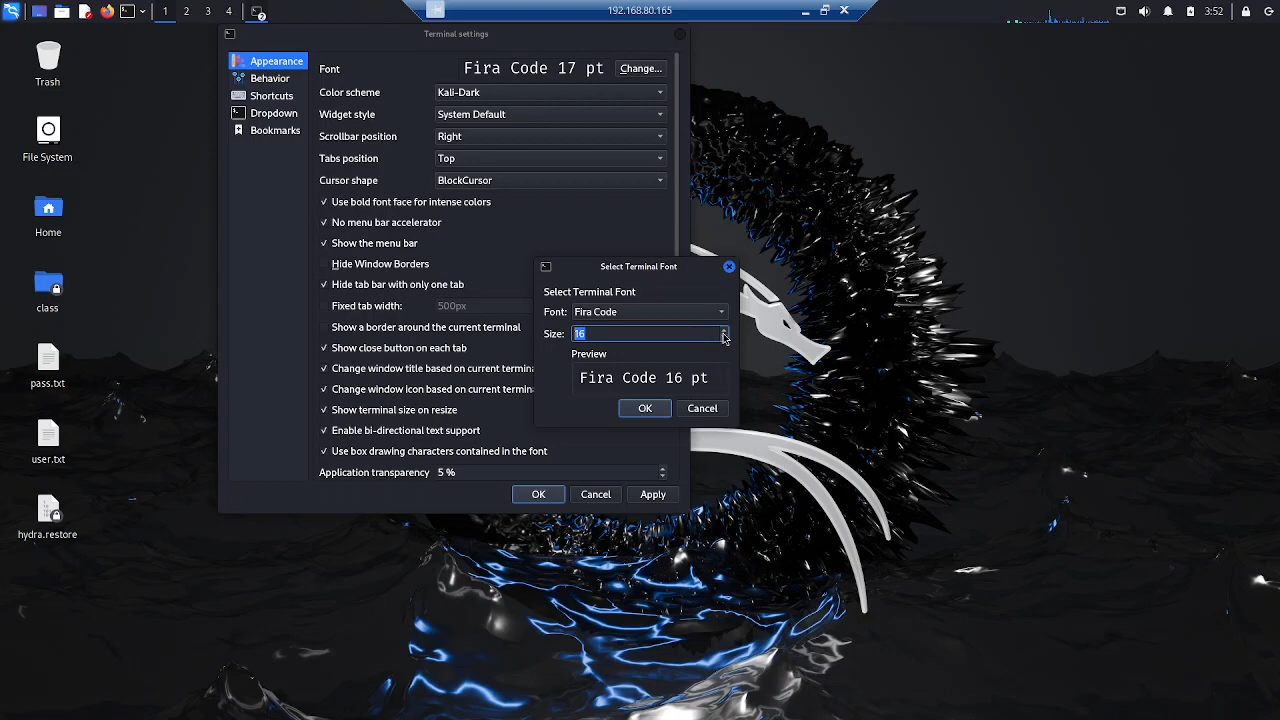 1 2 3 4
192.168.80.165
3:52
Trash
File System
Home
class
pass.txt
user.txt
hydra.restore
Terminal settings
Appearance
Behavior
Shortcuts
Dropdown
Bookmarks
Font Fira Code 17 pt Change...
Color scheme Kali-Dark
Widget style System Default
Scrollbar position Right
Tabs position Top
Cursor shape BlockCursor
Use bold font face for intense colors
No menu bar accelerator
Show the menu bar
Hide Window Borders
Hide tab bar with only one tab
Fixed tab width: 500px
Show a border around the current terminal
Show close button on each tab
Change window title based on current termin
Change window icon based on current termin
Show terminal size on resize
Enable bi-directional text support
Use box drawing characters contained in the font
Application transparency 5 %
OK Cancel Apply
Select Terminal Font
Select Terminal Font
Font: Fira Code
Size: 16
Preview
Fira Code 16 pt
OK Cancel